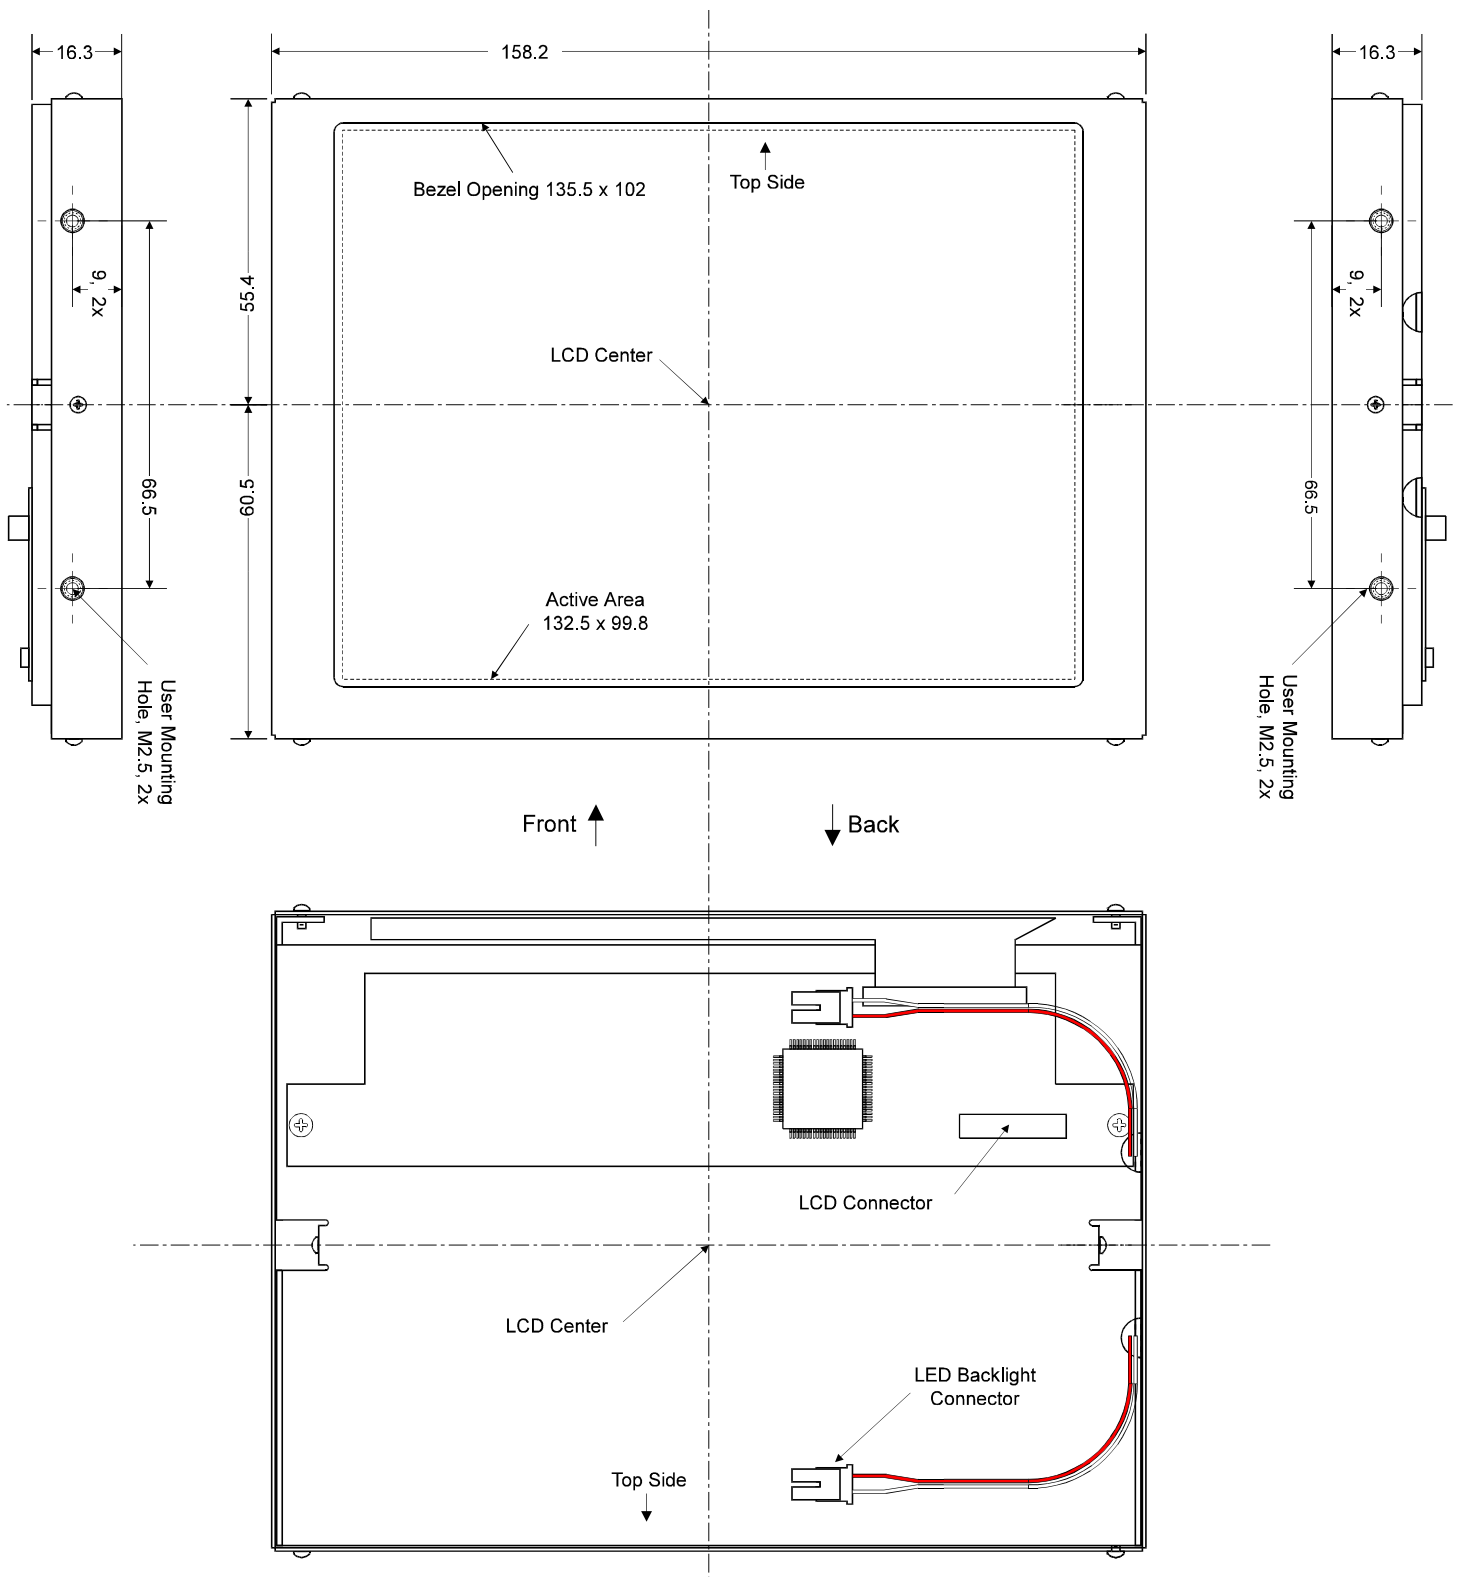 16.3
158.2
16.3
Top Side
Bezel Opening 135.5 x 102
9, 2x
55.4
9, 2x
LCD Center
66.5
60.5
66.5
Active Area
132.5 x 99.8
User Mounting
Hole, M2.5, 2x
User Mounting
Hole, M2.5, 2x
Front
Back
LCD Connector
LCD Center
LED Backlight
Connector
Top Side